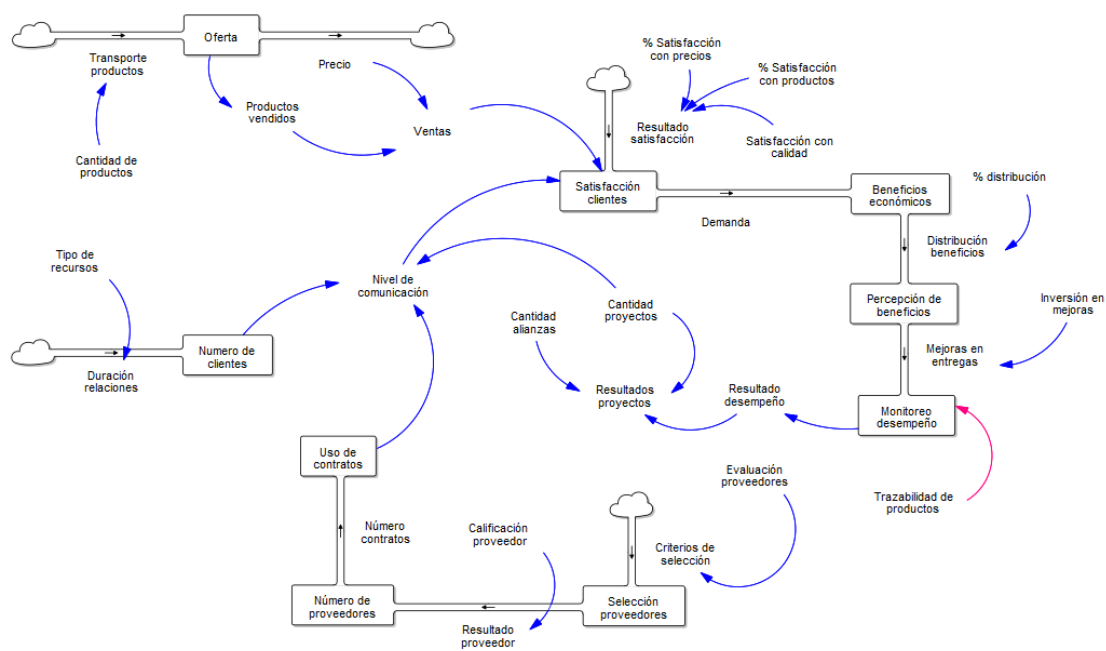 Oferta
Transporte
productos
Precio
Productos
vendidos
Ventas
Cantidad de
productos
% Satisfacción
con precios
% Satisfacción
con productos
Resultado
satisfacción
Satisfacción con
calidad
Satisfacción
clientes
Demanda
Beneficios
económicos
% distribución
Distribución
beneficios
Tipo de
recursos
Nivel de
comunicación
Cantidad
proyectos
Cantidad
alianzas
Percepción de
beneficios
Inversión en
mejoras
Numero de
clientes
Duración
relaciones
Mejoras en
entregas
Resultados
proyectos
Resultado
desempeño
Monitoreo
desempeño
Uso de
contratos
Evaluación
proveedores
Trazabilidad de
productos
Número
contratos
Calificación
proveedor
Criterios de
selección
Número de
proveedores
Resultado
proveedor
Selección
proveedores